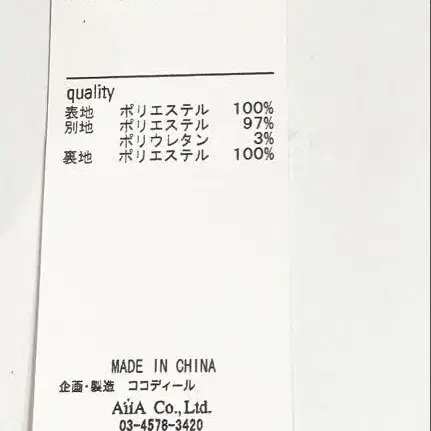 quality
表地 ポリエステル 100%
別地 ポリエステル 97%
ポリウレタン 3%
裏地 ポリエステル 100%
MADE IN CHINA
企画・製造 ココディール
AiiA Co.,Ltd.
03-4578-3420